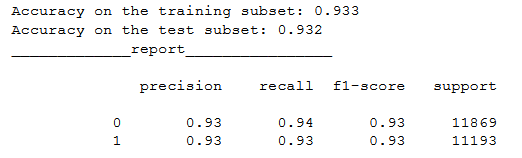 Accuracy on the training subset: 0.933
Accuracy on the test subset: 0.932
_____________report________________
precision recall f1-score support
0 0.93 0.94 0.93 11869
1 0.93 0.93 0.93 11193